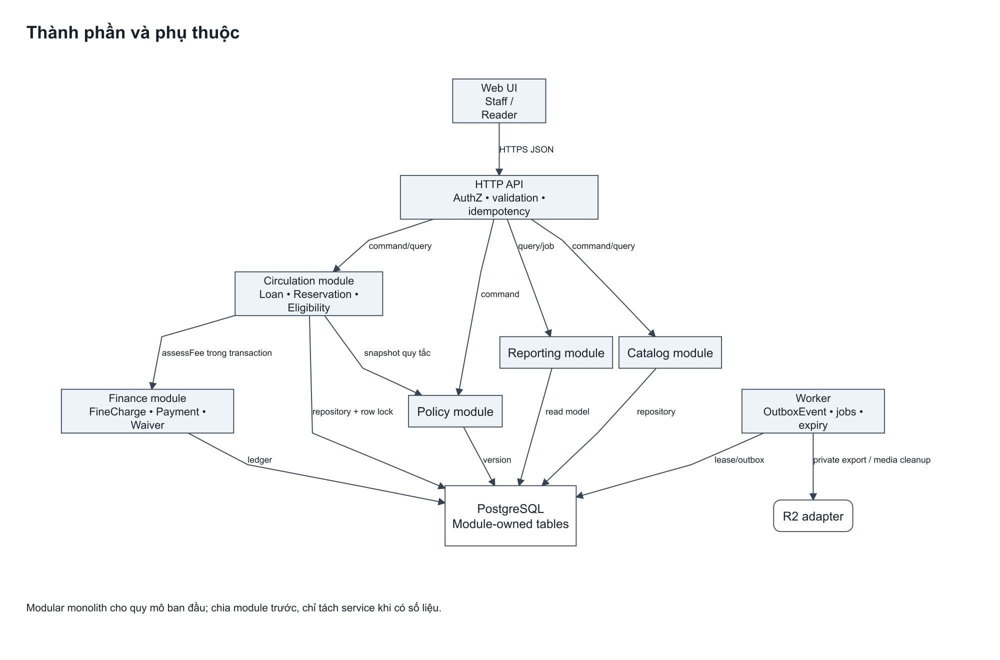 Thành phần và phụ thuộc
Web UI
Staff /
Reader
HTTPS JSON
HTTP API
AuthZ • validation •
idempotency
command/query
query/job
command/query
Circulation module
Loan • Reservation •
Eligibility
command
assessFee trong transaction
snapshot quy tắc
Reporting module
Catalog module
Finance module
FineCharge • Payment •
Waiver
repository + row lock
Policy module
read model
repository
Worker
OutboxEvent • jobs •
expiry
ledger
version
lease/outbox
private export / media cleanup
PostgreSQL
Module-owned tables
R2 adapter
Modular monolith cho quy mô ban đầu; chia module trước, chỉ tách service khi có số liệu.